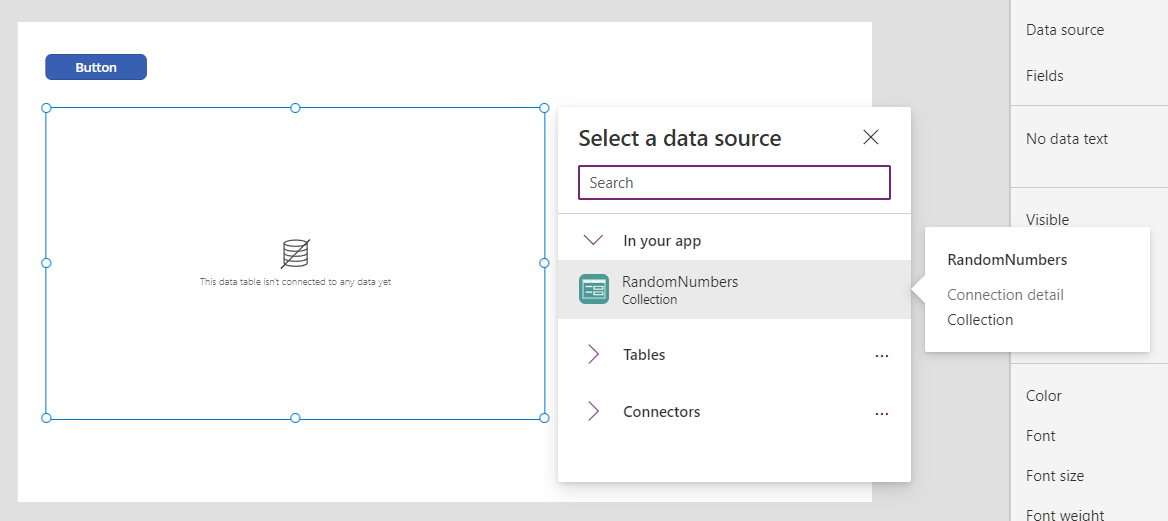 Button
This data table isn't connected to any data yet
Select a data source
Search
In your app
RandomNumbers
Collection
Tables
...
Connectors
...
RandomNumbers
Connection detail
Collection
Data source
Fields
No data text
Visible
Color
Font
Font size
Font weight